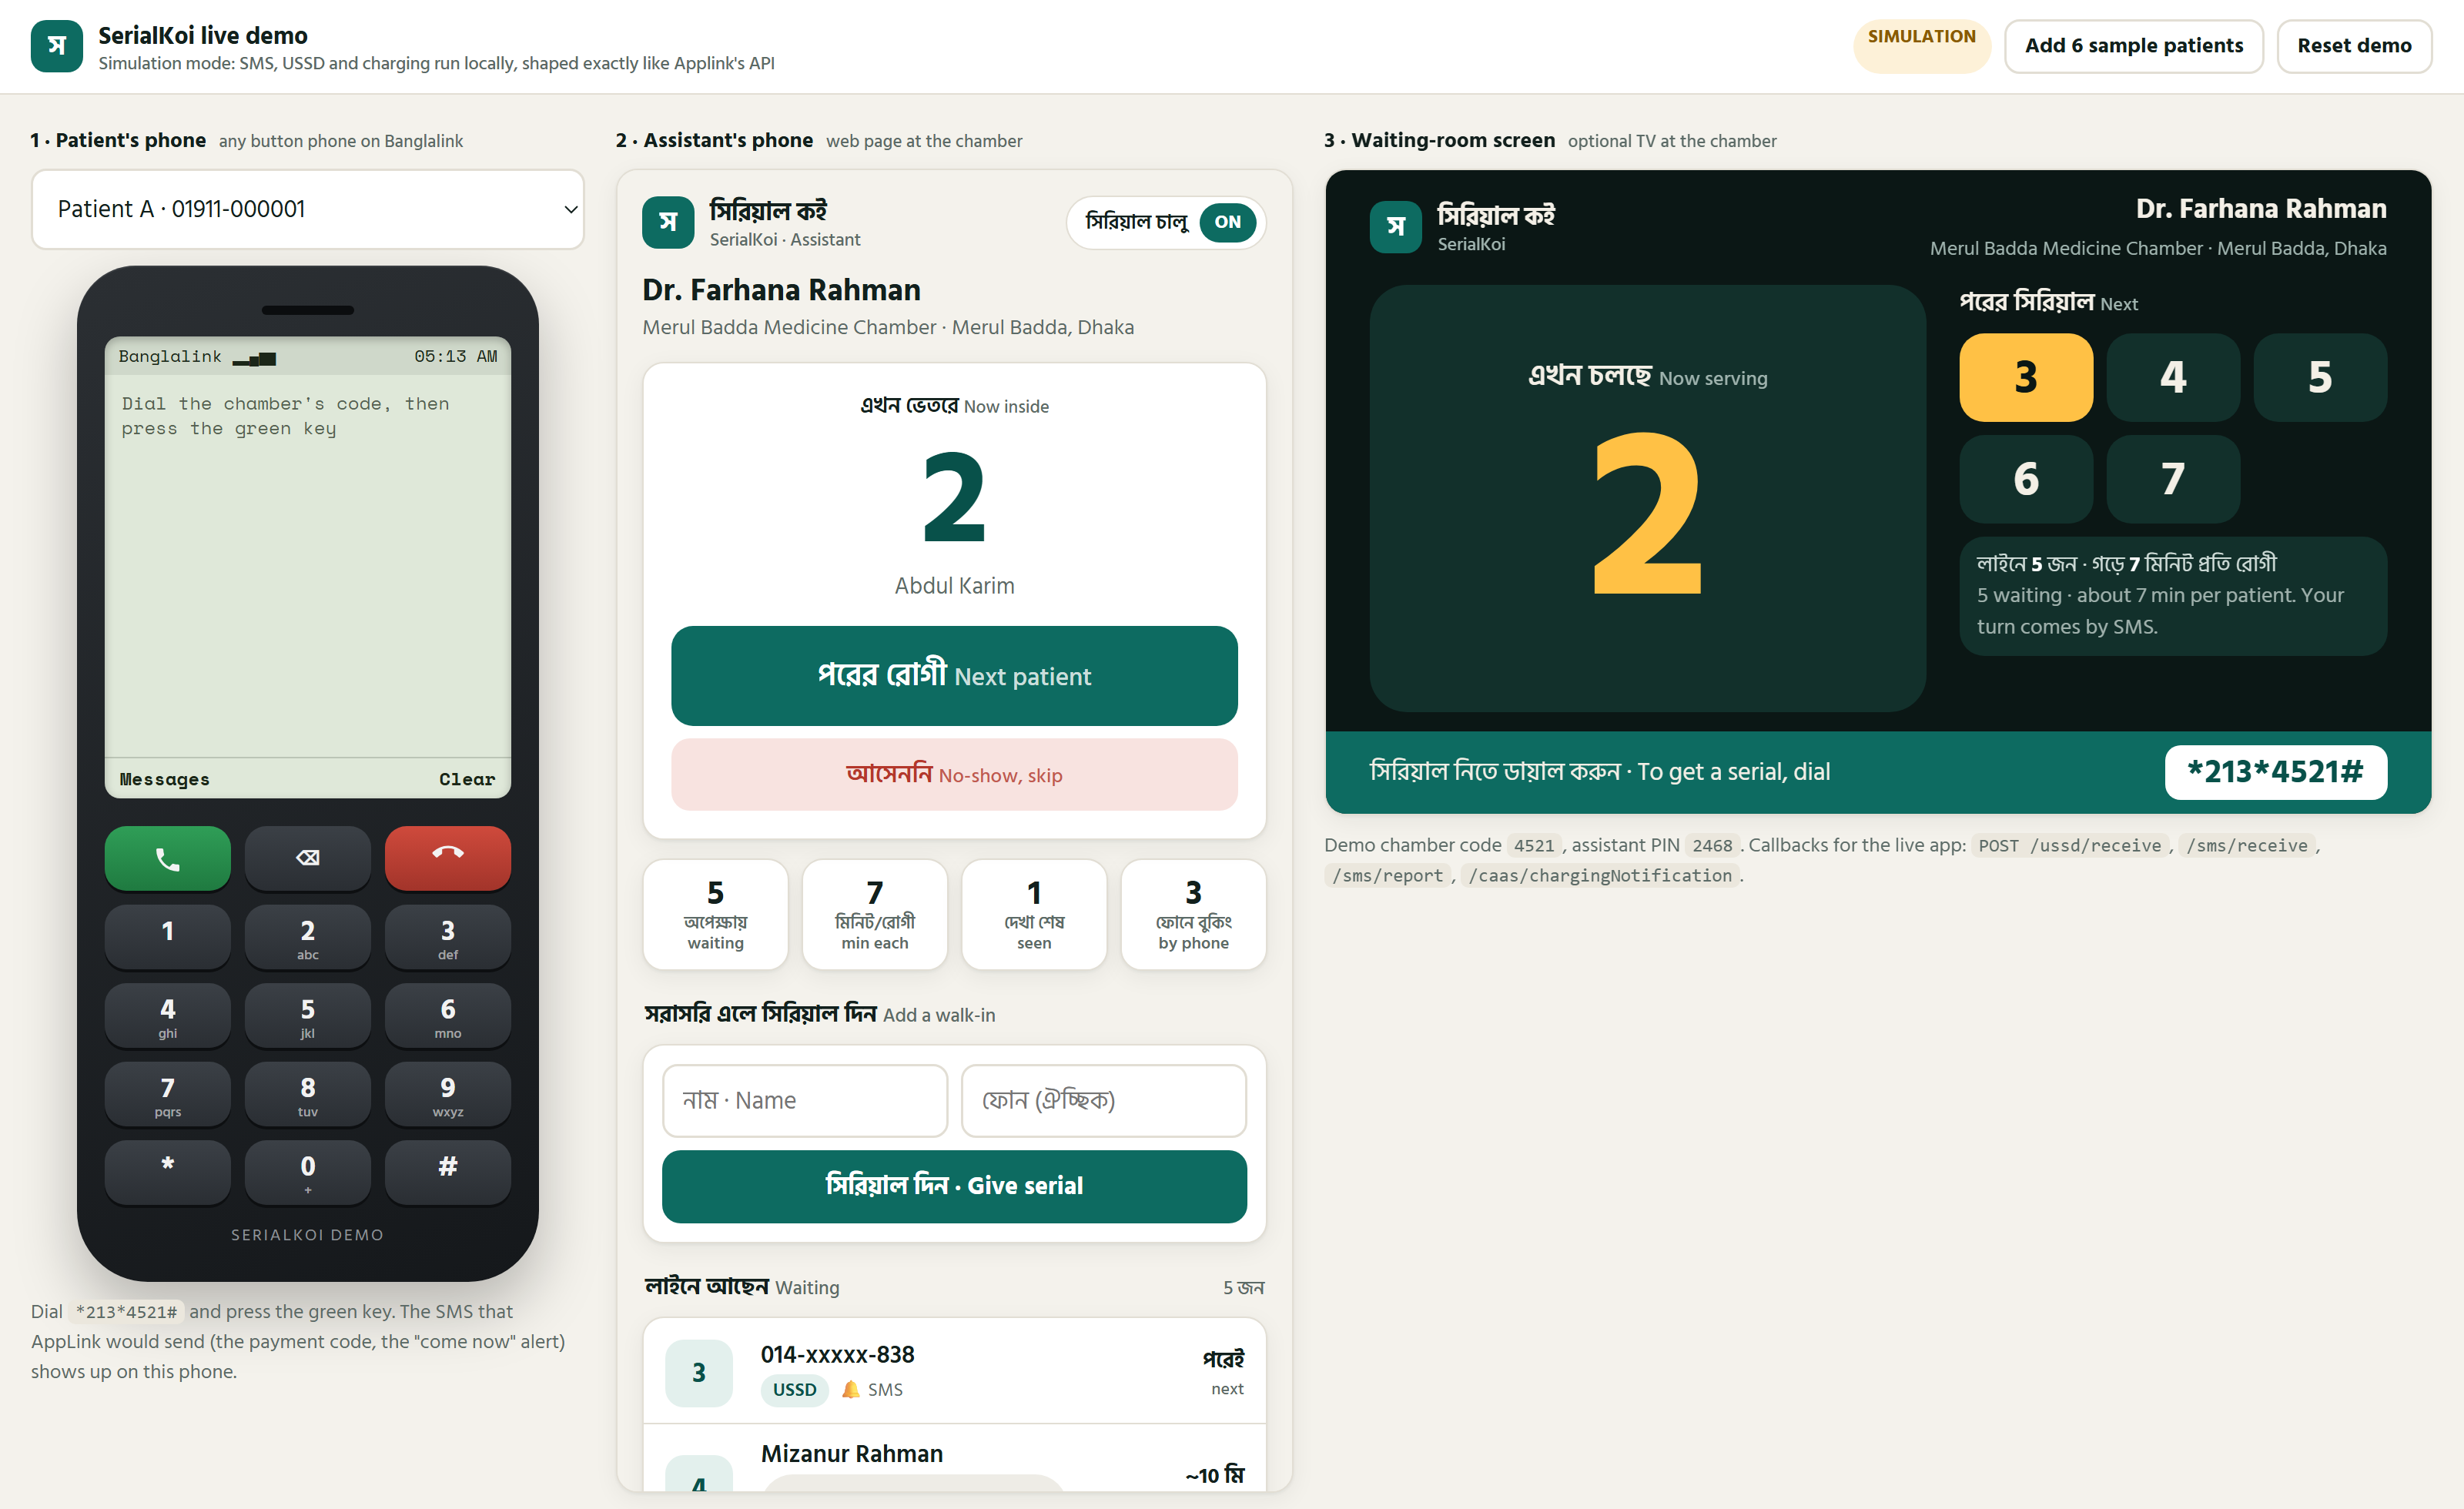 স
SerialKoi live demo
Simulation mode: SMS, USSD and charging run locally, shaped exactly like Applink's API
SIMULATION
Add 6 sample patients
Reset demo
1 · Patient's phone any button phone on Banglalink
Patient A · 01911-000001
Banglalink
05:13 AM
Dial the chamber's code, then
press the green key
Messages
Clear
1
2
abc
3
def
4
ghi
5
jkl
6
mno
7
pqrs
8
tuv
9
wxyz
*
0
+
#
SERIALKOI DEMO
Dial *213*4521# and press the green key. The SMS that
AppLink would send (the payment code, the "come now" alert)
shows up on this phone.
2 · Assistant's phone web page at the chamber
স
সিরিয়াল কই
SerialKoi · Assistant
সিরিয়াল চালু ON
Dr. Farhana Rahman
Merul Badda Medicine Chamber · Merul Badda, Dhaka
এখন ভেতরে Now inside
2
Abdul Karim
পরের রোগী Next patient
আসেননি No-show, skip
5
অপেক্ষায়
waiting
7
মিনিট/রোগী
min each
1
দেখা শেষ
seen
3
ফোনে বুকিং
by phone
সরাসরি এলে সিরিয়াল দিন Add a walk-in
নাম · Name
ফোন (ঐচ্ছিক)
সিরিয়াল দিন · Give serial
লাইনে আছেন Waiting
5 জন
3
014-xxxxx-838
USSD 🔔 SMS
পরেই
next
4
Mizanur Rahman
~10 মি
3 · Waiting-room screen optional TV at the chamber
স
সিরিয়াল কই
SerialKoi
Dr. Farhana Rahman
Merul Badda Medicine Chamber · Merul Badda, Dhaka
এখন চলছে Now serving
2
পরের সিরিয়াল Next
3 4 5
6 7
লাইনে 5 জন · গড়ে 7 মিনিট প্রতি রোগী
5 waiting · about 7 min per patient. Your
turn comes by SMS.
সিরিয়াল নিতে ডায়াল করুন · To get a serial, dial
*213*4521#
Demo chamber code 4521, assistant PIN 2468. Callbacks for the live app: POST /ussd/receive, /sms/receive,
/sms/report, /caas/chargingNotification.